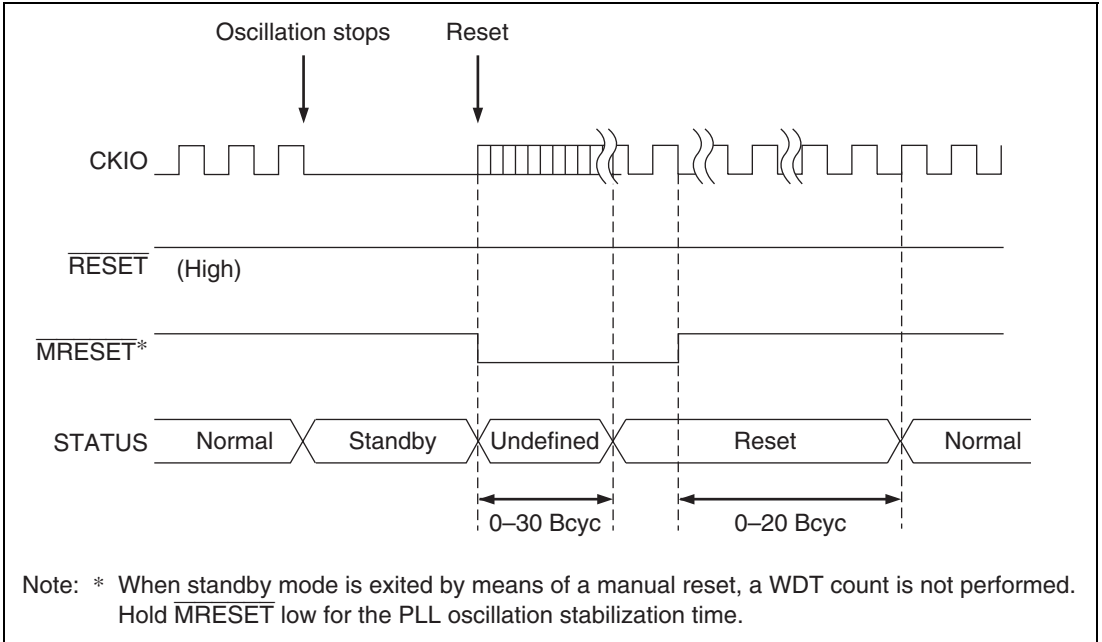 Oscillation stops Reset
CKIO
RESET (High)
MRESET*
STATUS Normal Standby Undefined Reset Normal
0–30 Bcyc 0–20 Bcyc
Note: * When standby mode is exited by means of a manual reset, a WDT count is not performed.
Hold MRESET low for the PLL oscillation stabilization time.